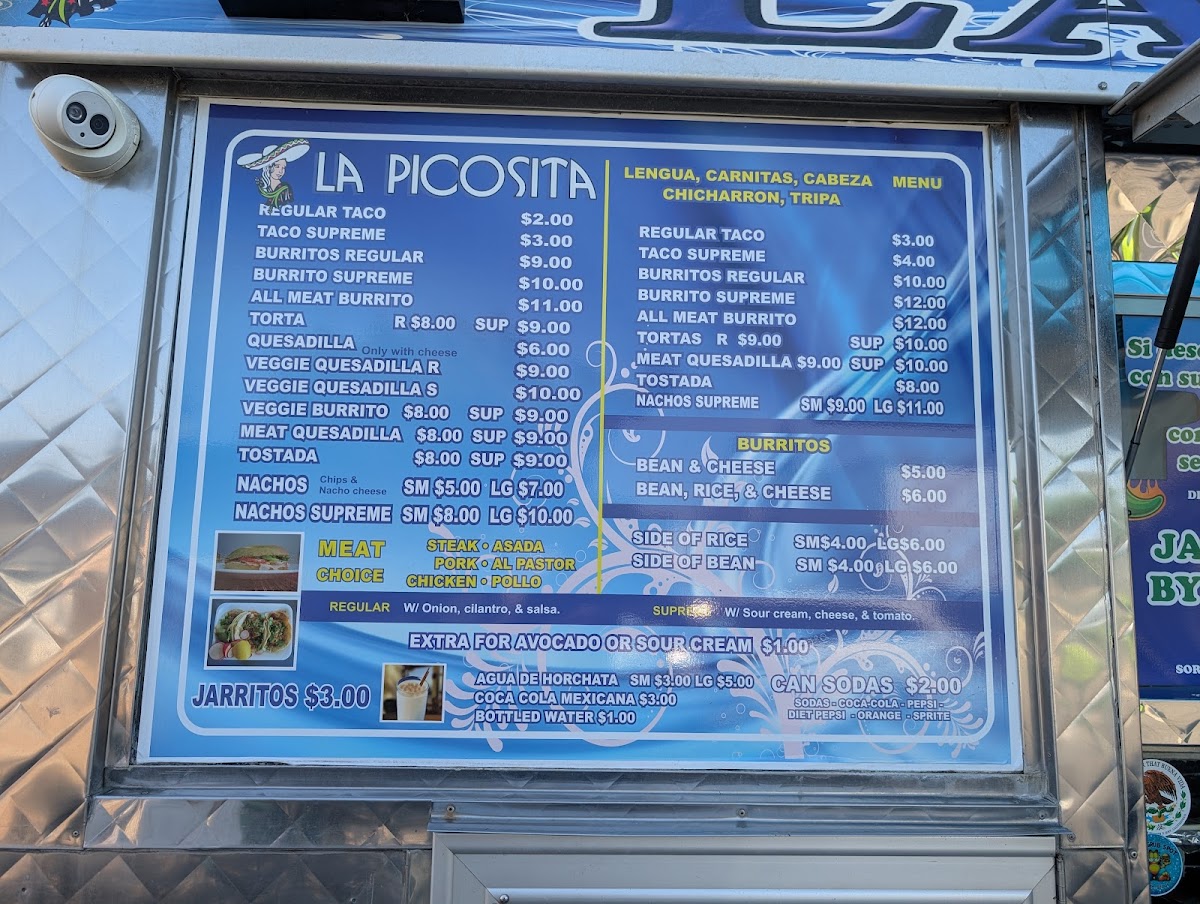 LA
LA PICOSITA
REGULAR TACO $2.00
TACO SUPREME $3.00
BURRITOS REGULAR $9.00
BURRITO SUPREME $10.00
ALL MEAT BURRITO $11.00
TORTA R $8.00 SUP $9.00
QUESADILLA Only with cheese $6.00
VEGGIE QUESADILLA R $9.00
VEGGIE QUESADILLA S $10.00
VEGGIE BURRITO $8.00 SUP $9.00
MEAT QUESADILLA $8.00 SUP $9.00
TOSTADA $8.00 SUP $9.00
NACHOS Chips & Nacho cheese SM $5.00 LG $7.00
NACHOS SUPREME SM $8.00 LG $10.00
MEAT CHOICE
STEAK • ASADA
PORK • AL PASTOR
CHICKEN • POLLO
LENGUA, CARNITAS, CABEZA MENU
CHICHARRON, TRIPA
REGULAR TACO $3.00
TACO SUPREME $4.00
BURRITOS REGULAR $10.00
BURRITO SUPREME $12.00
ALL MEAT BURRITO $12.00
TORTAS R $9.00 SUP $10.00
MEAT QUESADILLA $9.00 SUP $10.00
TOSTADA $8.00
NACHOS SUPREME SM $9.00 LG $11.00
BURRITOS
BEAN & CHEESE $5.00
BEAN, RICE, & CHEESE $6.00
SIDE OF RICE SM$4.00 LG$6.00
SIDE OF BEAN SM $4.00 LG $6.00
REGULAR W/ Onion, cilantro, & salsa. W/ Sour cream, cheese, & tomato.
EXTRA FOR AVOCADO OR SOUR CREAM $1.00
JARRITOS $3.00
AGUA DE HORCHATA SM $3.00 LG $5.00
COCA COLA MEXICANA $3.00
BOTTLED WATER $1.00
CAN SODAS $2.00
SODAS - COCA-COLA - PEPSI -
DIET PEPSI - ORANGE - SPRITE
Si
con su
JA
BY